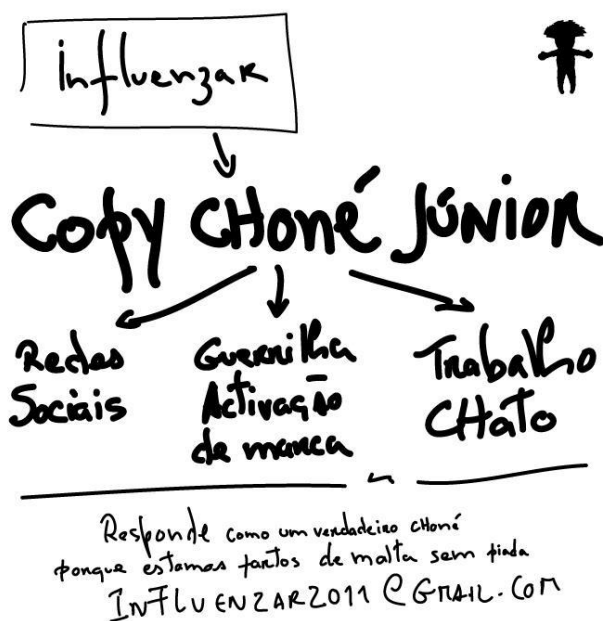 Influenzar
Copy CHoné JÚNIOR
Redes
Sociais
Guerrilha
Activação
de marca
Trabalho
CHato
Responde como um verdadeiro cHoné
porque estamos fartos de malta sem piada
INFLUENZAR2011@GMAIL.COM